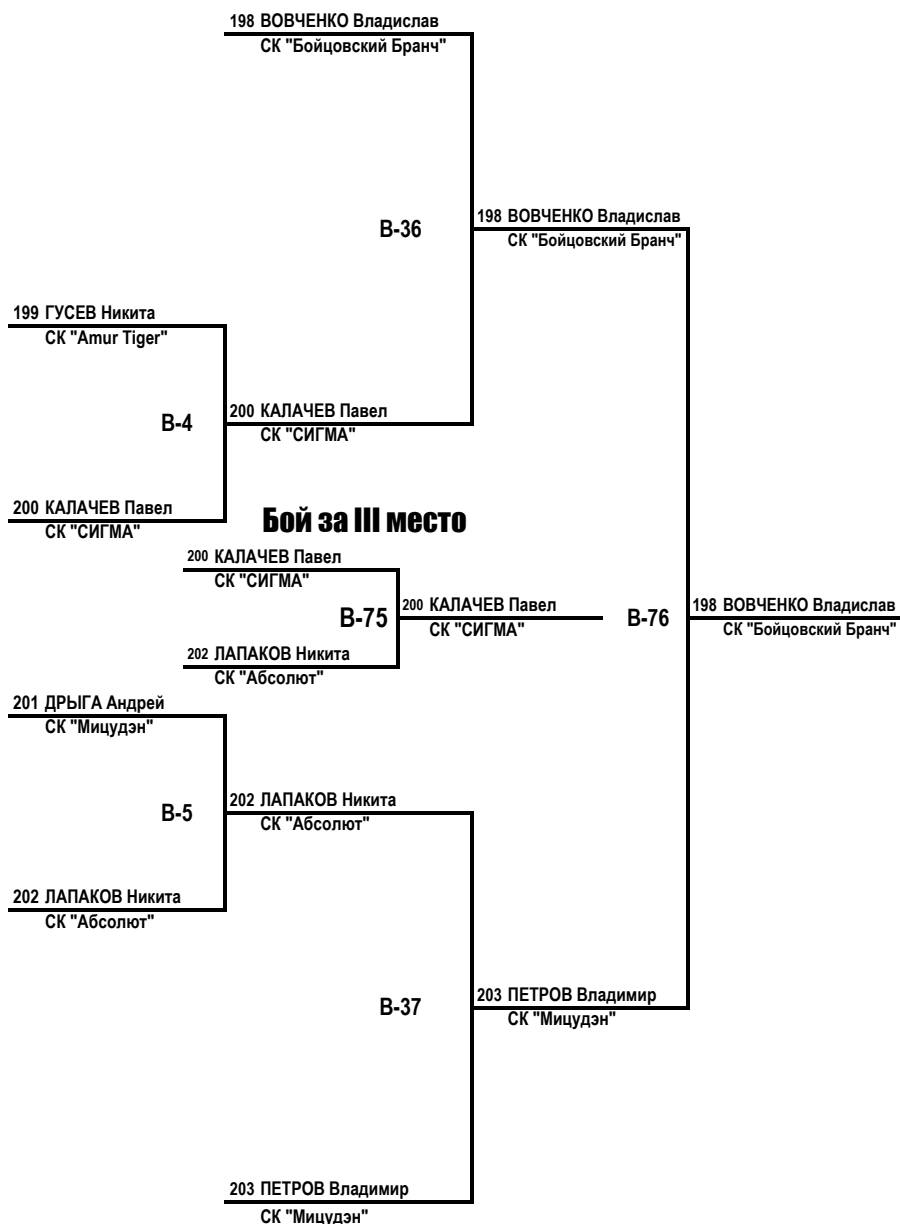 198 ВОВЧЕНКО Владислав
СК "Бойцовский Бранч"
B-36
198 ВОВЧЕНКО Владислав
СК "Бойцовский Бранч"
199 ГУСЕВ Никита
СК "Amur Tiger"
B-4
200 КАЛАЧЕВ Павел
СК "СИГМА"
200 КАЛАЧЕВ Павел
СК "СИГМА"
Бой за III место
200 КАЛАЧЕВ Павел
СК "СИГМА"
B-75
200 КАЛАЧЕВ Павел
СК "СИГМА"
B-76
198 ВОВЧЕНКО Владислав
СК "Бойцовский Бранч"
202 ЛАПАКОВ Никита
СК "Абсолют"
201 ДРЫГА Андрей
СК "Мицудэн"
B-5
202 ЛАПАКОВ Никита
СК "Абсолют"
202 ЛАПАКОВ Никита
СК "Абсолют"
B-37
203 ПЕТРОВ Владимир
СК "Мицудэн"
203 ПЕТРОВ Владимир
СК "Мицудэн"